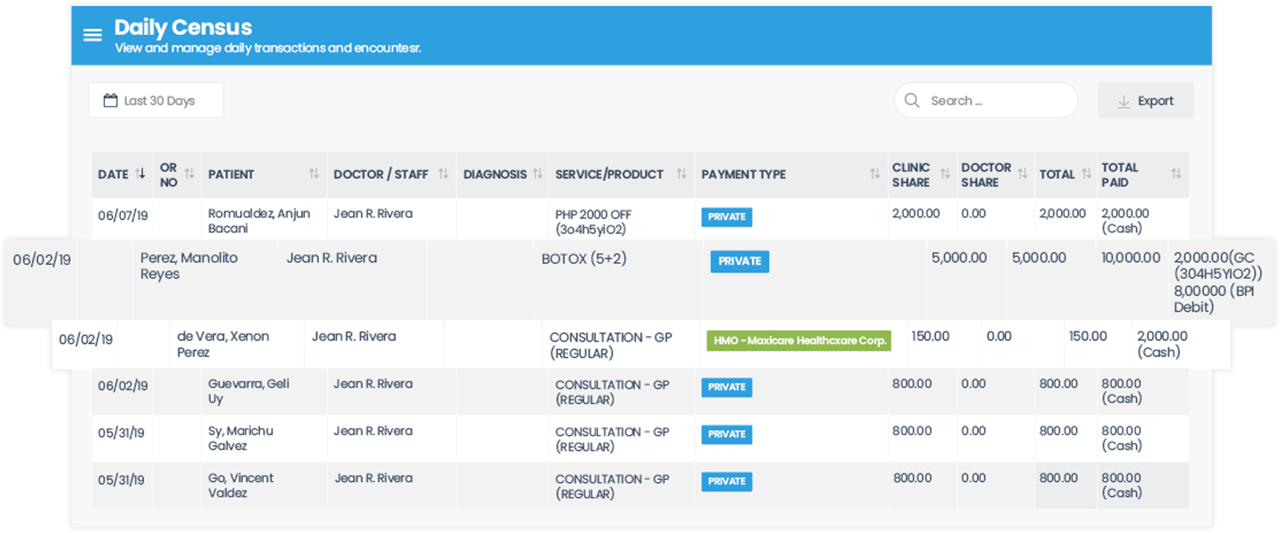 Daily Census
View and manage daily transactions and encountesr.
Last 30 Days
Search ...
Export
DATE OR NO PATIENT DOCTOR / STAFF DIAGNOSIS SERVICE/PRODUCT PAYMENT TYPE CLINIC SHARE DOCTOR SHARE TOTAL TOTAL PAID
06/07/19 Romualdez, Anjun Jean R. Rivera PHP 2000 OFF PRIVATE 2,000.00 0.00 2,000.00 2,000.00
Bacani (3o4h5yiO2) (Cash)
06/02/19 Perez, Manolito Jean R. Rivera BOTOX (5+2) PRIVATE 5,000.00 5,000.00 10,000.00 2,000.00(GC
Reyes (304H5YIO2))
8,00000 (BPI
Debit)
06/02/19 de Vera, Xenon Jean R. Rivera CONSULTATION - GP HMO - Maxicare Healthcxare Corp. 150.00 0.00 150.00 2,000.00
Perez (REGULAR) (Cash)
06/02/19 Guevarra, Geli Jean R. Rivera CONSULTATION - GP PRIVATE 800.00 0.00 800.00 800.00
Uy (REGULAR) (Cash)
05/31/19 Sy, Marichu Jean R. Rivera CONSULTATION - GP PRIVATE 800.00 0.00 800.00 800.00
Galvez (REGULAR) (Cash)
05/31/19 Go, Vincent Jean R. Rivera CONSULTATION - GP PRIVATE 800.00 0.00 800.00 800.00
Valdez (REGULAR) (Cash)